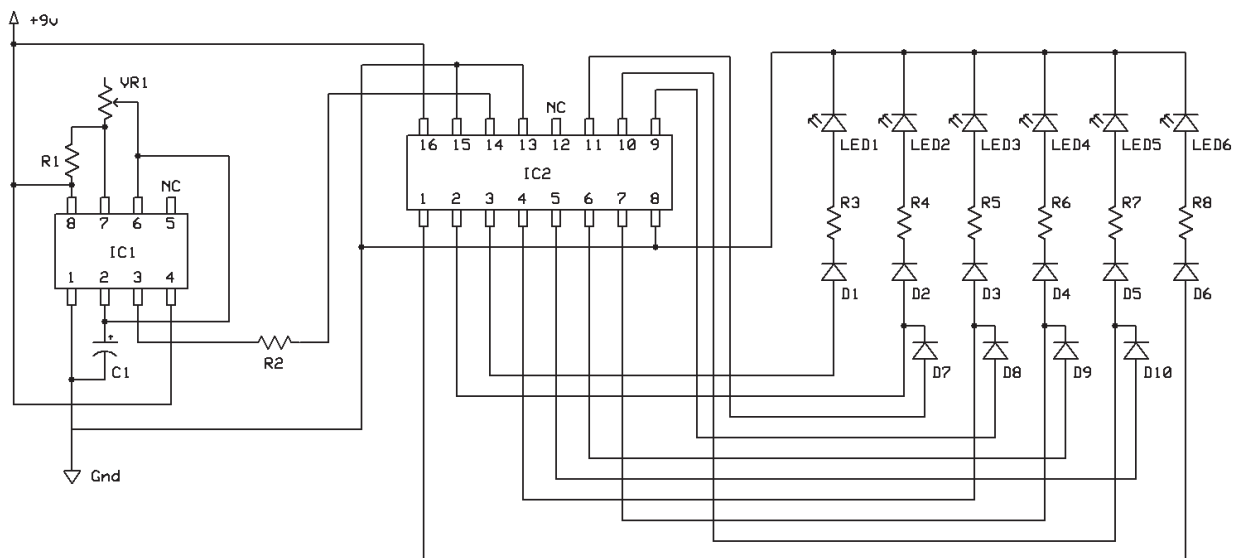 +9v
VR1
R1
NC
8 7 6 5
IC1
1 2 3 4
C1
Gnd
R2
NC
16 15 14 13 12 11 10 9
IC2
1 2 3 4 5 6 7 8
LED1 LED2 LED3 LED4 LED5 LED6
R3 R4 R5 R6 R7 R8
D1 D2 D3 D4 D5 D6
D7 D8 D9 D10